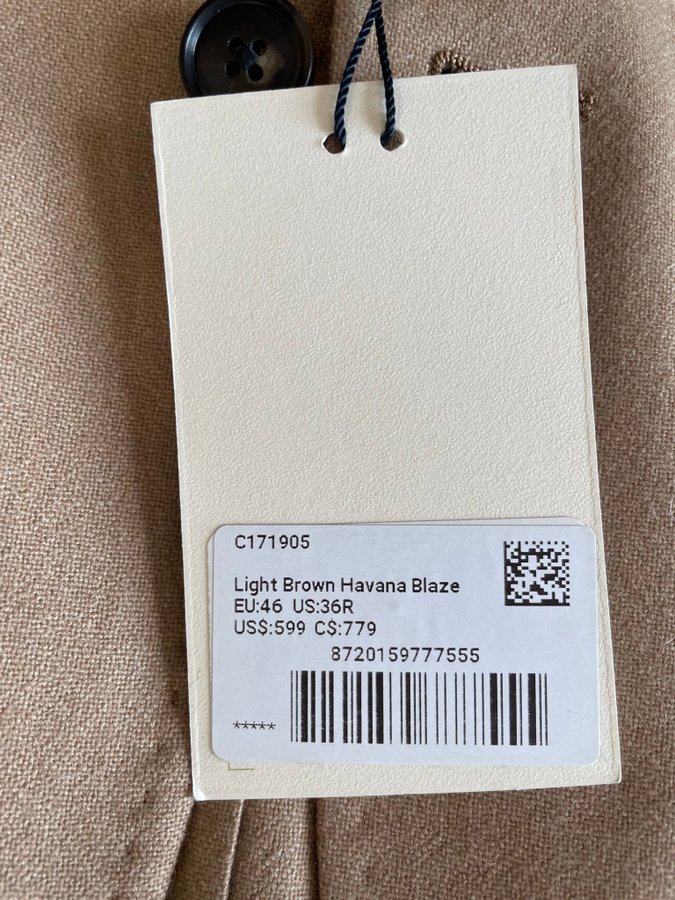 C171905
Light Brown Havana Blaze
EU:46 US:36R
US$:599 C$:779
8720159777555
*****